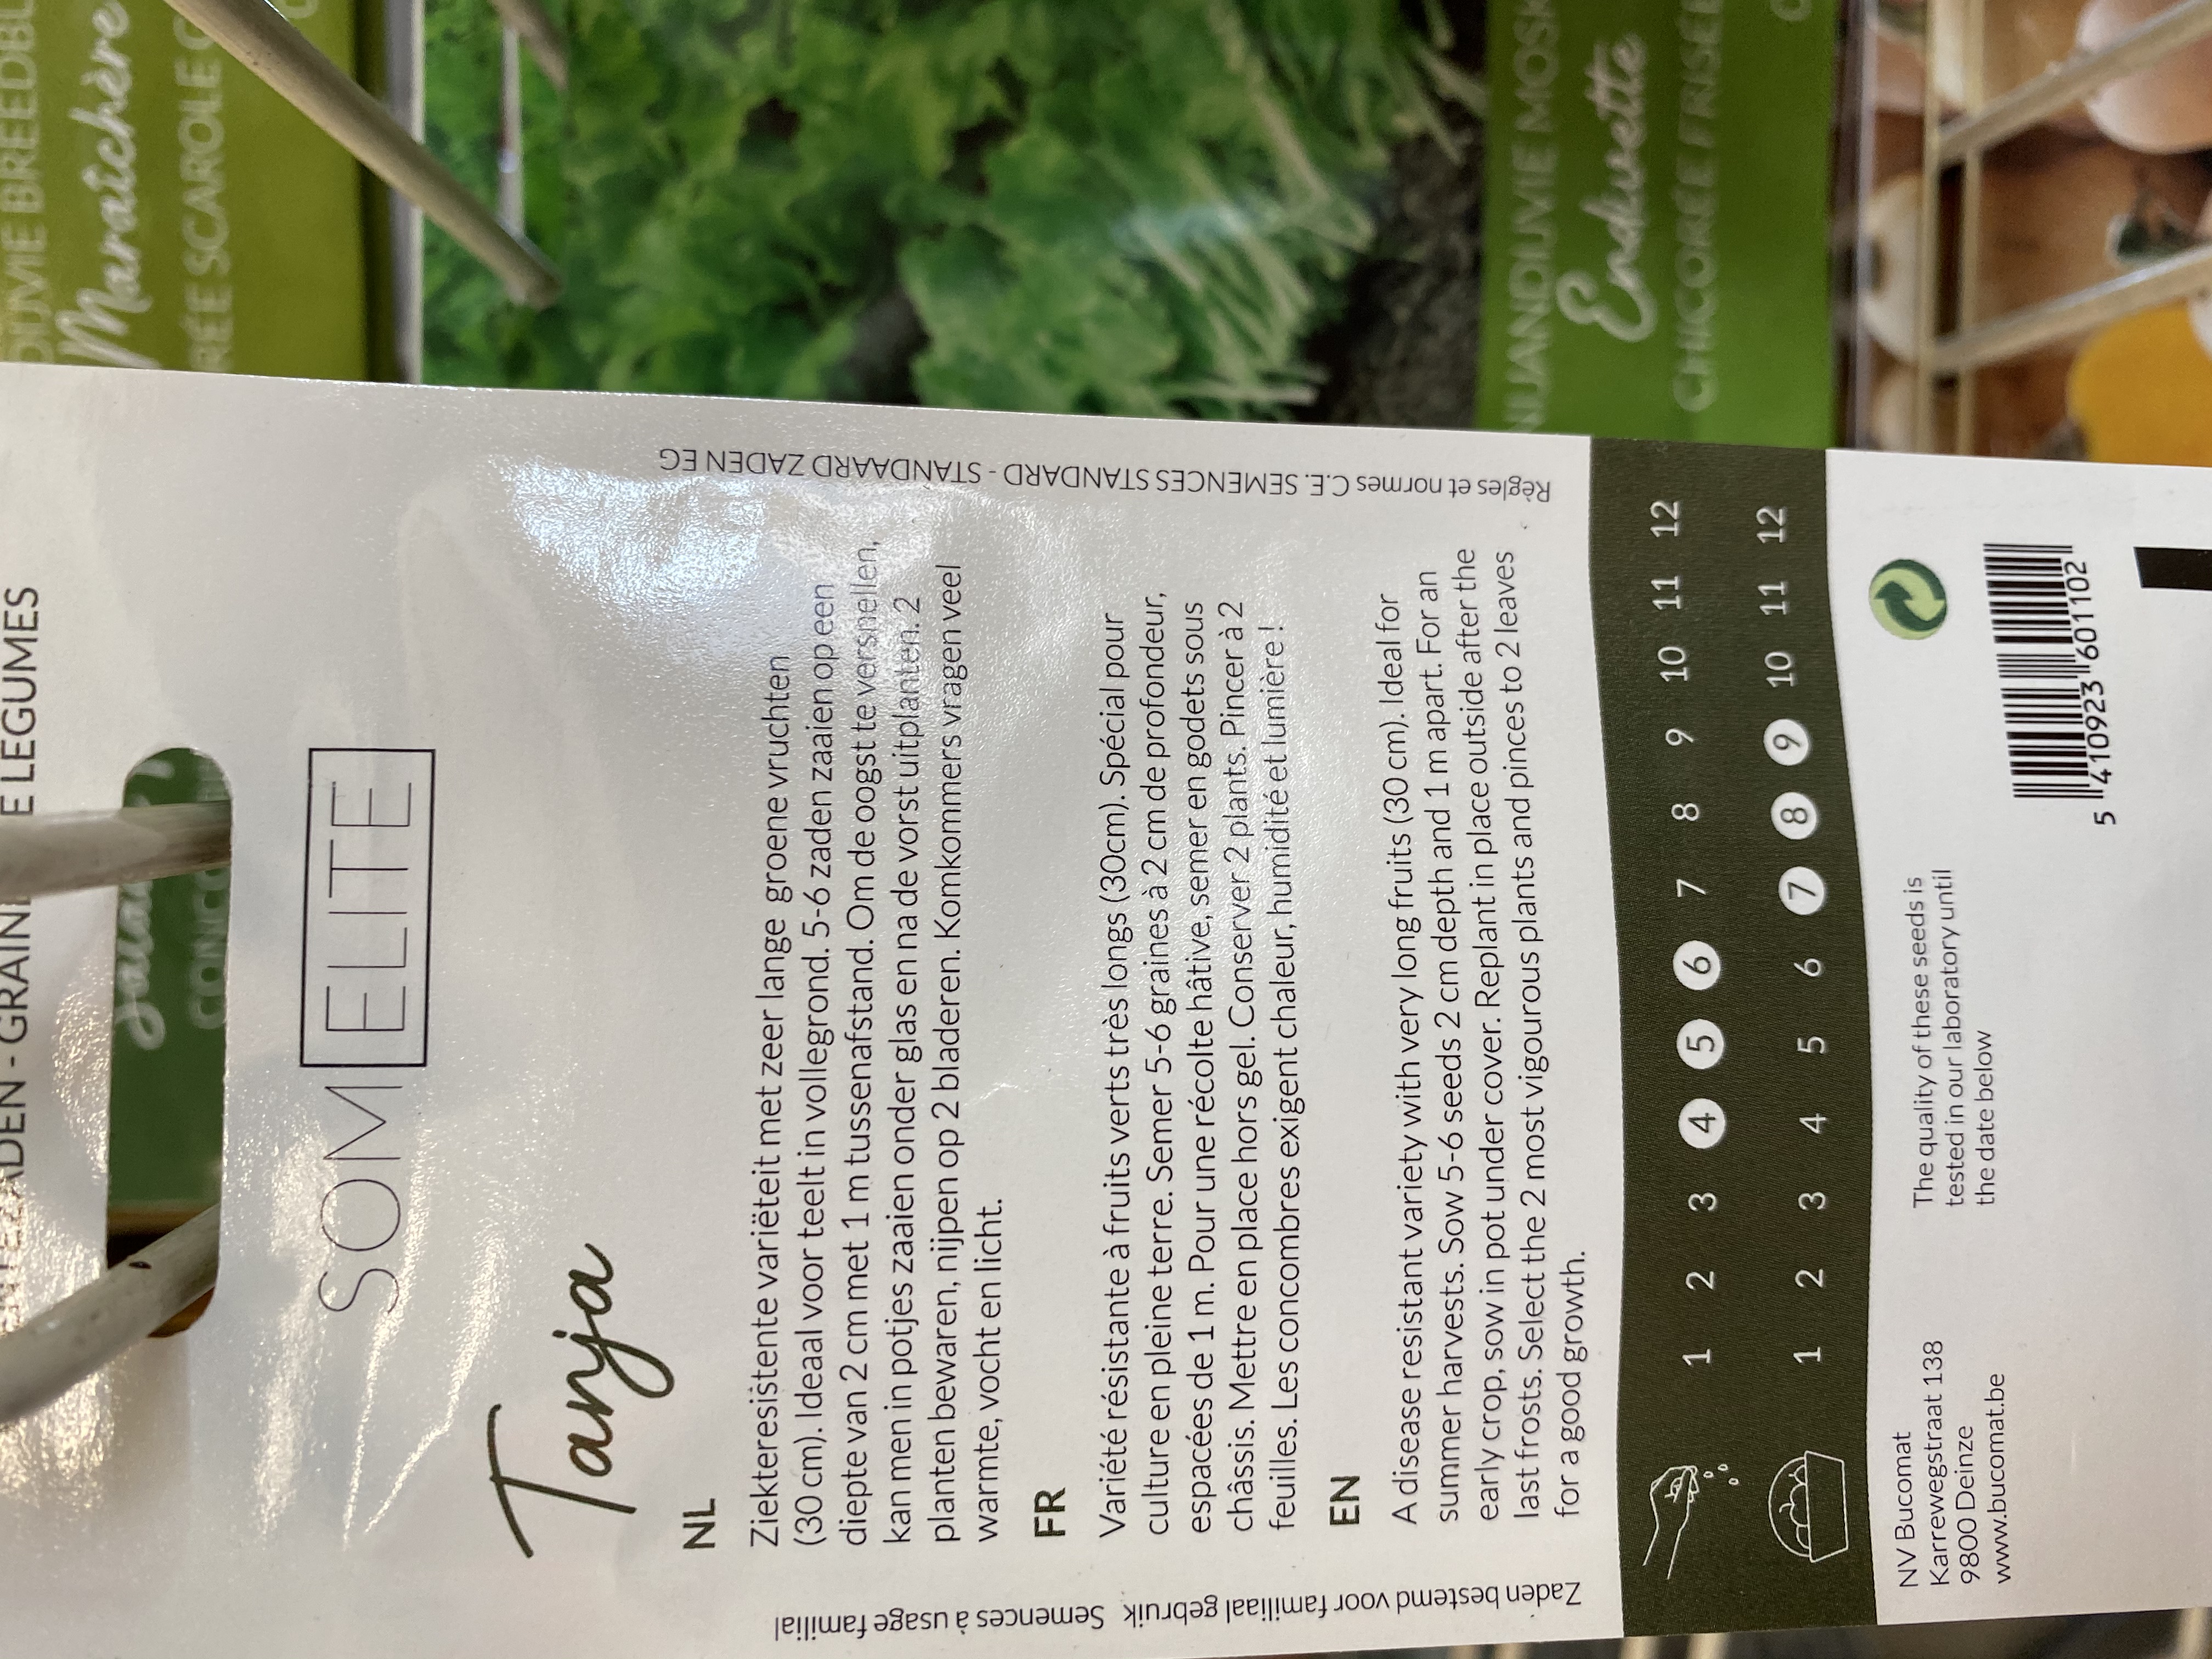 LEGUMES
SOMELITE
Tanja
NL
Ziekteresistente variëteit met zeer lange groene vruchten
(30 cm). Ideaal voor teelt in vollegrond. 5-6 zaden zaaien op een
diepte van 2 cm met 1 m tussenafstand. Om de oogst te versnellen,
kan men in potjes zaaien onder glas en na de vorst uitplanten. 2
planten bewaren, nijpen op 2 bladeren. Komkommers vragen veel
warmte, vocht en licht.
FR
Variété résistante à fruits verts très longs (30cm). Spécial pour
culture en pleine terre. Semer 5-6 graines à 2 cm de profondeur,
espacées de 1 m. Pour une récolte hâtive, semer en godets sous
châssis. Mettre en place hors gel. Conserver 2 plants. Pincer à 2
feuilles. Les concombres exigent chaleur, humidité et lumière !
EN
A disease resistant variety with very long fruits (30 cm). Ideal for
summer harvests. Sow 5-6 seeds 2 cm depth and 1 m apart. For an
early crop, sow in pot under cover. Replant in place outside after the
last frosts. Select the 2 most vigourous plants and pinces to 2 leaves
for a good growth.
Zaden bestemd voor familiaal gebruik Semences à usage familial
Règles et normes C.E. SEMENCES STANDARD - STANDAARD ZADEN EG
1 2 3 4 5 6 7 8 9 10 11 12
1 2 3 4 5 6 7 8 9 10 11 12
NV Bucomat
Karrewegstraat 138
9800 Deinze
www.bucomat.be
The quality of these seeds is
tested in our laboratory until
the date below
5 410923 601102
Maraîchère
SCAROLE
Endivette
CHICORÉE FRISÉE